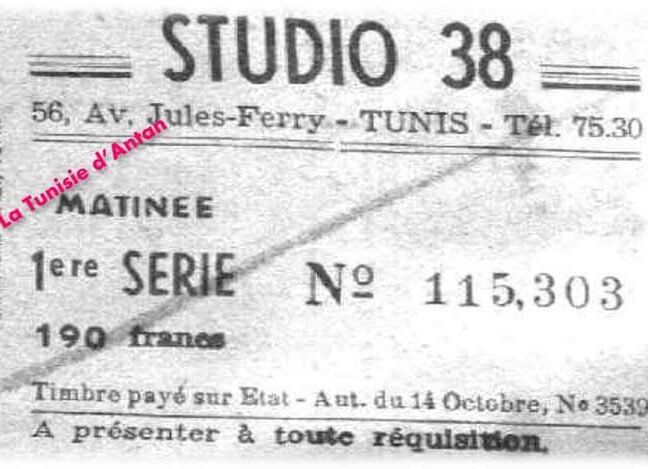 STUDIO 38
56, Av. Jules-Ferry - TUNIS - Tél. 75.30
La Tunisie d'Antan
MATINEE
1ere SERIE Nº 115,303
190 francs
Timbre payé sur Etat - Aut. du 14 Octobre, No 3539
A présenter à toute réquisition.